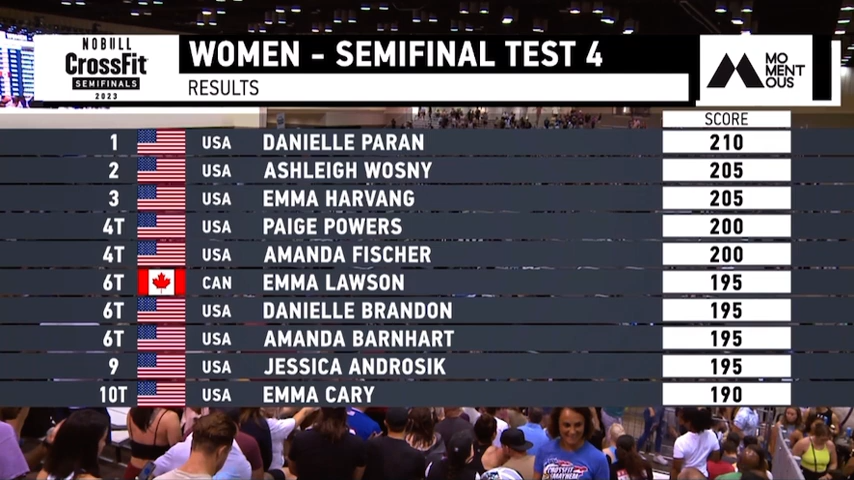 NOBULL
CrossFit
SEMIFINALS
2023
WOMEN - SEMIFINAL TEST 4
RESULTS
MO
MENT
OUS
SCORE
1 USA DANIELLE PARAN 210
2 USA ASHLEIGH WOSNY 205
3 USA EMMA HARVANG 205
4T USA PAIGE POWERS 200
4T USA AMANDA FISCHER 200
6T CAN EMMA LAWSON 195
6T USA DANIELLE BRANDON 195
6T USA AMANDA BARNHART 195
9 USA JESSICA ANDROSIK 195
10T USA EMMA CARY 190
CROSSFIT
MAYHEM